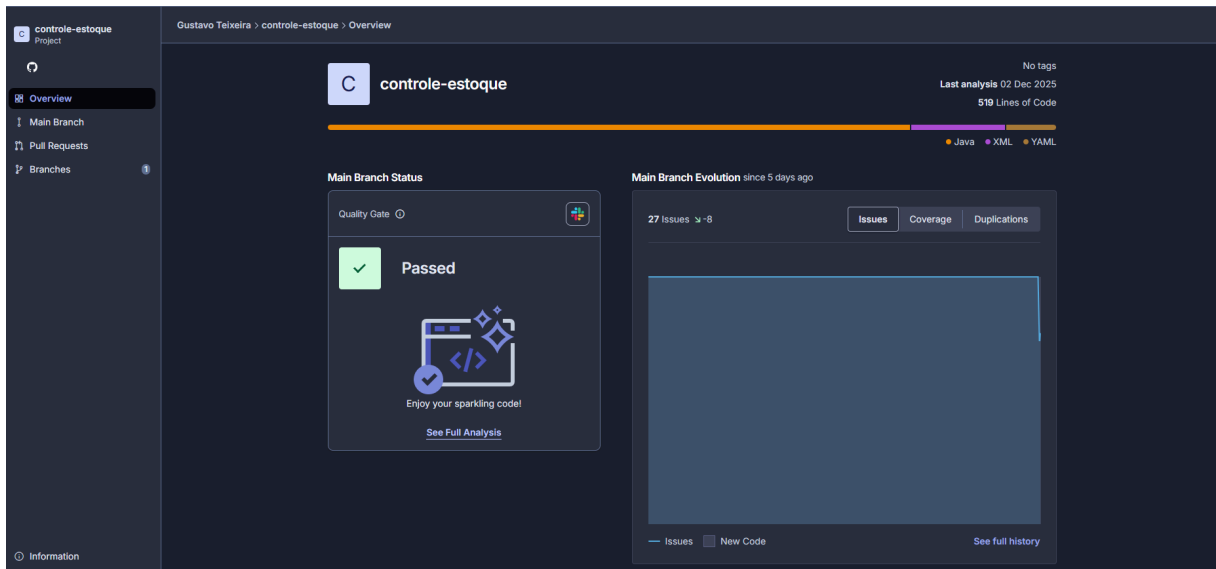 C
controle-estoque
Project
Overview
Main Branch
Pull Requests
Branches 1
Information
Gustavo Teixeira > controle-estoque > Overview
C controle-estoque
No tags
Last analysis 02 Dec 2025
519 Lines of Code
Java XML YAML
Main Branch Status
Quality Gate
Passed
</>
Enjoy your sparkling code!
See Full Analysis
Main Branch Evolution since 5 days ago
27 Issues -8
Issues Coverage Duplications
Issues New Code See full history